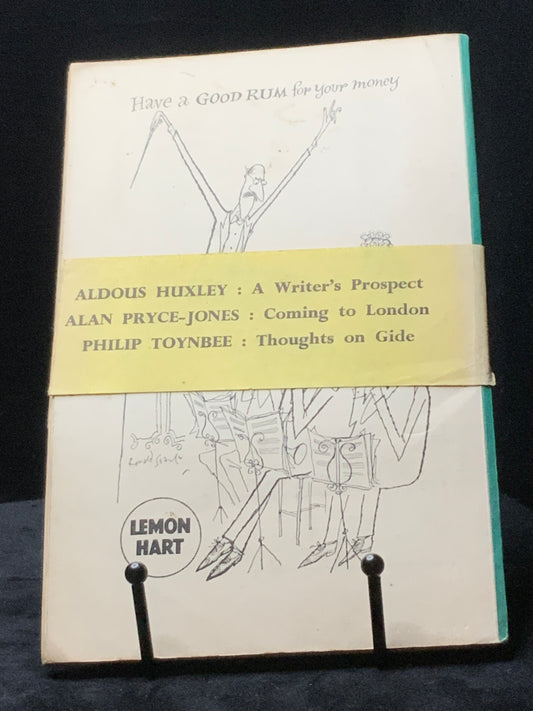 Have a GOOD RUM for your money
ALDOUS HUXLEY : A Writer's Prospect
ALAN PRYCE-JONES : Coming to London
PHILIP TOYNBEE : Thoughts on Gide
LEMON
HART